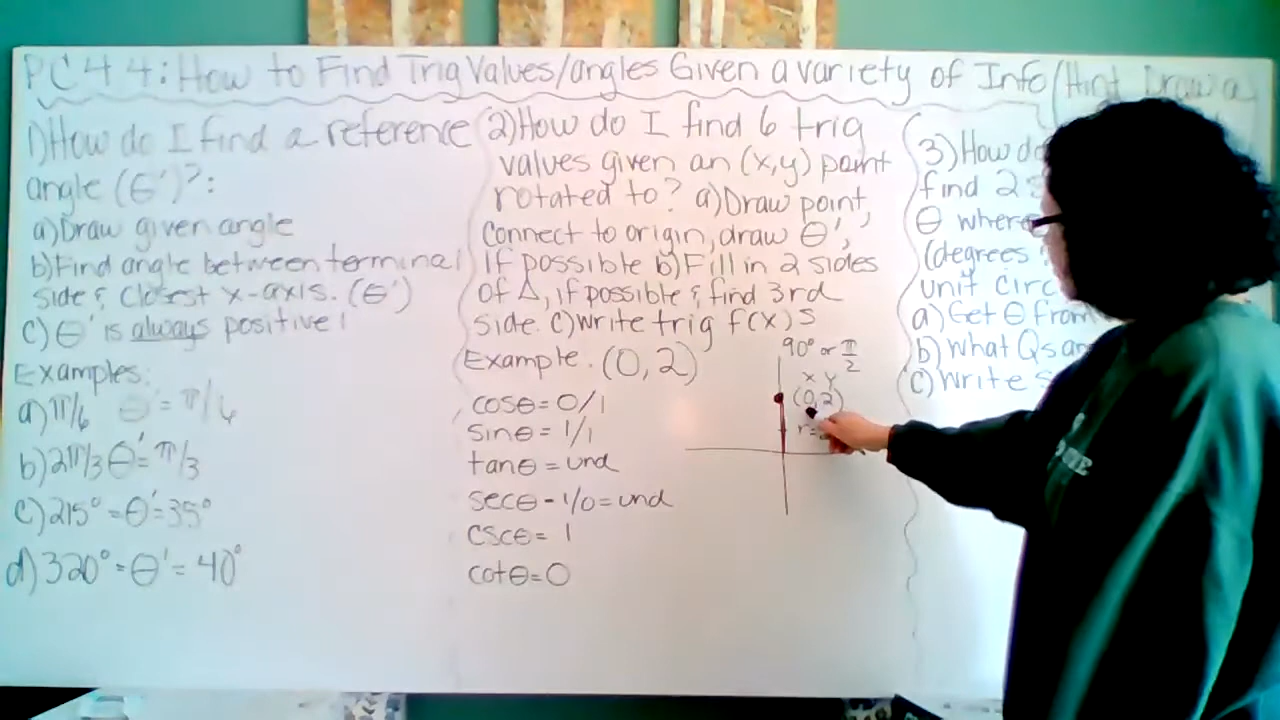 PC 4 4: How to Find Trig Values/angles Given a variety of Info (Hint Draw a
1) How do I find a reference
angle (θ')?:
a) Draw given angle
b) Find angle between terminal
side & closest x-axis. (θ')
c) θ' is always positive!
Examples:
a) π/6 θ' = π/6
b) 2π/3 θ' = π/3
c) 215° = θ' = 35°
d) 320° = θ' = 40°
2) How do I find 6 trig
values given an (x,y) point
rotated to? a) Draw point,
connect to origin, draw θ',
if possible b) Fill in 2 sides
of Δ, if possible & find 3rd
side. c) Write trig f(x)s
Example: (0,2)
cosθ = 0/1
sinθ = 1/1
tanθ = und
secθ - 1/0 = und
cscθ = 1
cotθ = 0
90° or π/2
x y
(0,2)
r=
3) How do
find 2
θ where
(degrees
unit circ
a) Get θ from
b) What Qs an
c) Write s